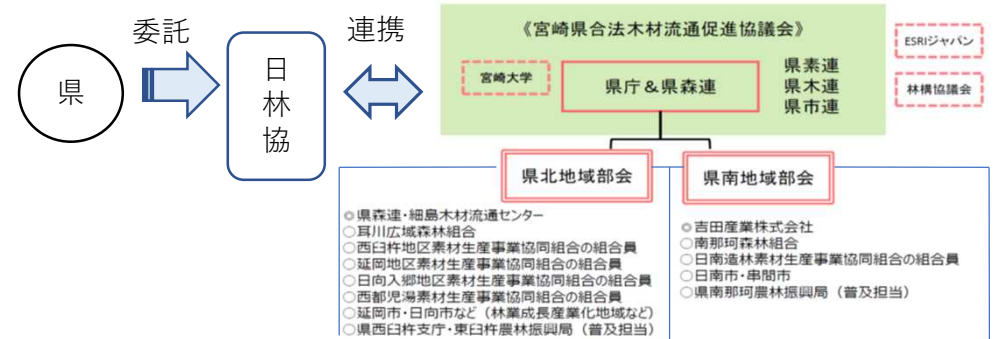 委託
連携
県
日林協
《宮崎県合法木材流通促進協議会》
宮崎大学
県庁＆県森連
県素連
県木連
県市連
ESRIジャパン
林構協議会
県北地域部会
◎県森連・細島木材流通センター
○耳川広域森林組合
○西臼杵地区素材生産事業協同組合の組合員
○延岡地区素材生産事業協同組合の組合員
○日向入郷地区素材生産事業協同組合の組合員
○西都児湯素材生産事業協同組合の組合員
○延岡市・日向市など（林業成長産業化地域など）
○県西臼杵支庁・東臼杵農林振興局（普及担当）
県南地域部会
◎吉田産業株式会社
○南那珂森林組合
○日南造林素材生産事業協同組合の組合員
○日南市・串間市
○県南那珂農林振興局（普及担当）